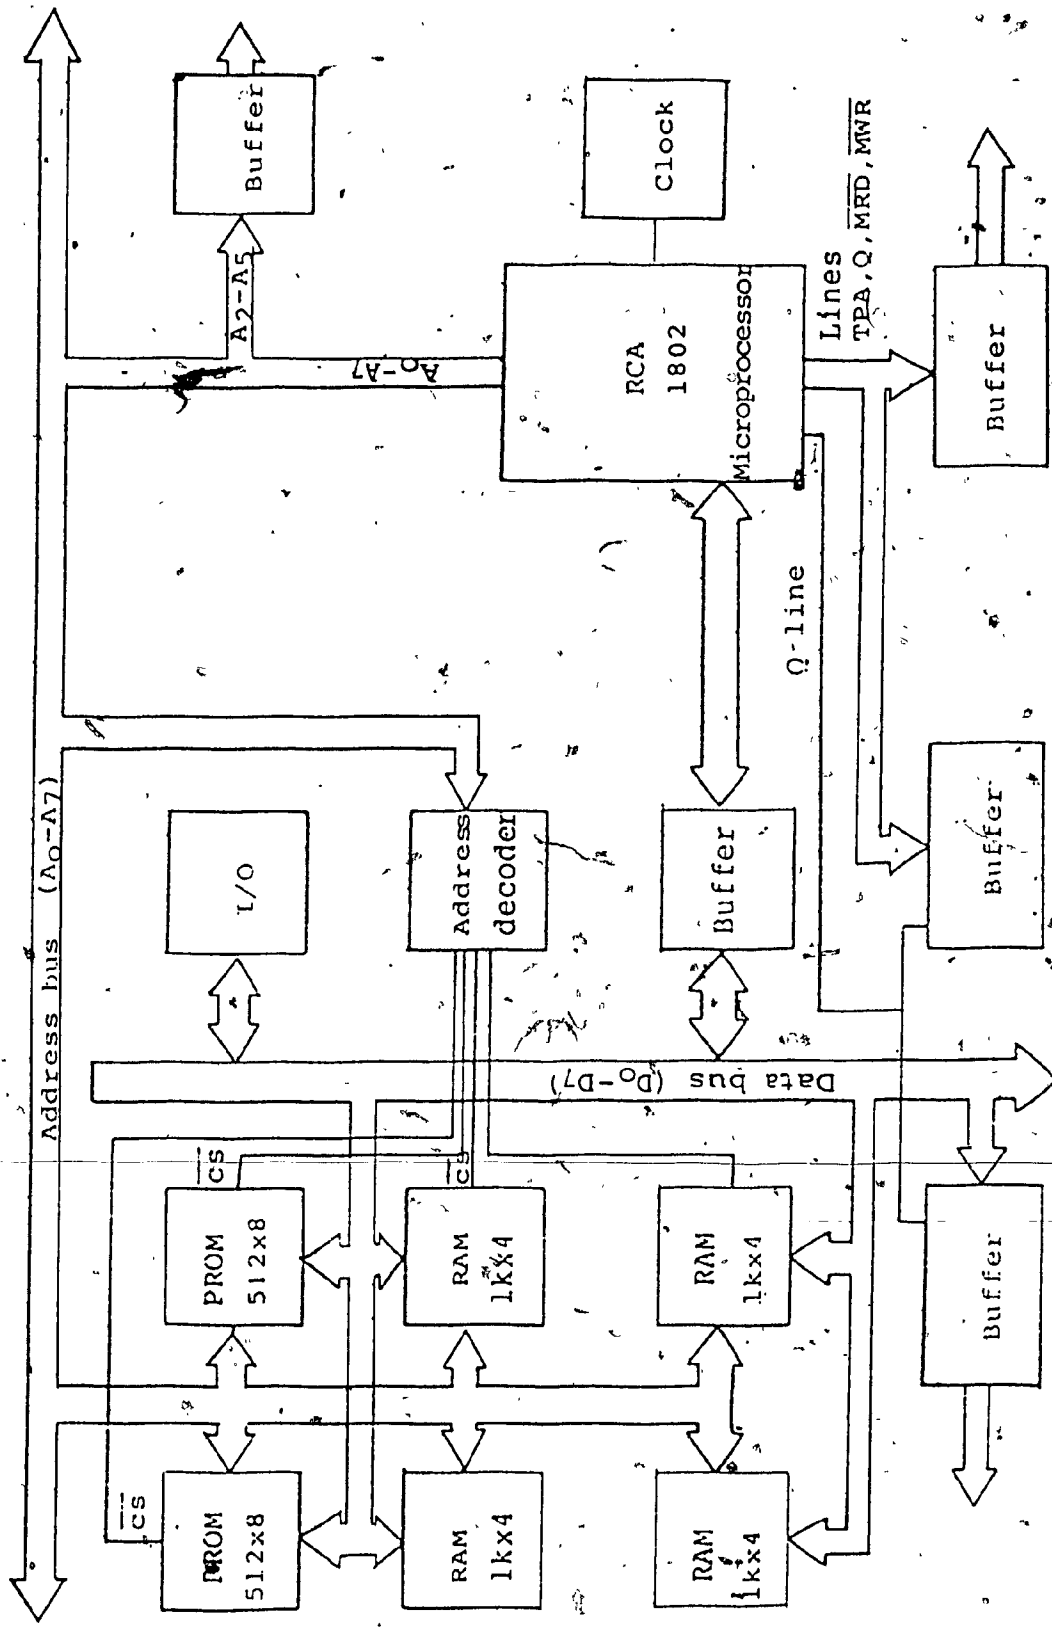 Address bus (A0-A7)
PROM
512x8
CS
PROM
512x8
CS
I/O
A2-A5
Buffer
RAM
1kx4
RAM
1kx4
CS
Address
decoder
A0-A7
RAM
1kx4
RAM
1kx4
Data bus (D0-D7)
Buffer
RCA
1802
Microprocessor
Clock
Q-line
Lines
TPA,Q,MRD,MWR
Buffer
Buffer
Buffer